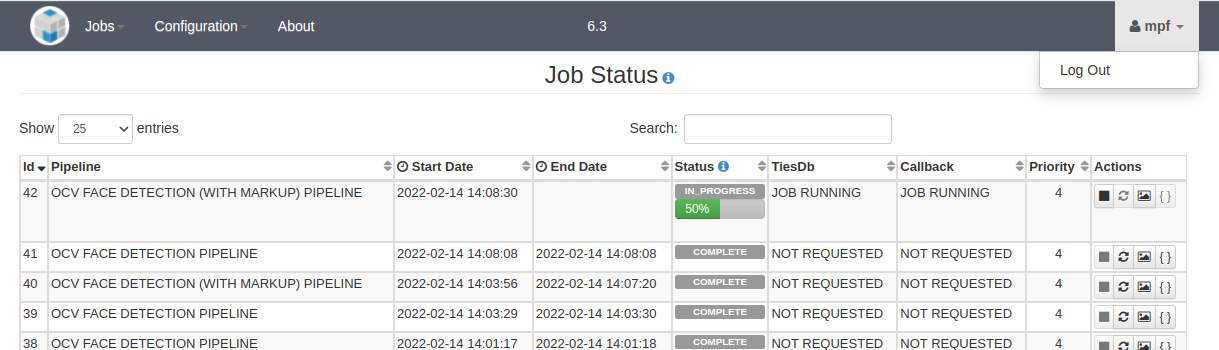 Jobs Configuration About 6.3 mpf
Log Out
Job Status
Show 25 entries Search:
Id Pipeline Start Date End Date Status TiesDb Callback Priority Actions
42 OCV FACE DETECTION (WITH MARKUP) PIPELINE 2022-02-14 14:08:30 IN_PROGRESS JOB RUNNING JOB RUNNING 4 { }
50%
41 OCV FACE DETECTION PIPELINE 2022-02-14 14:08:08 2022-02-14 14:08:08 COMPLETE NOT REQUESTED NOT REQUESTED 4 { }
40 OCV FACE DETECTION (WITH MARKUP) PIPELINE 2022-02-14 14:03:56 2022-02-14 14:07:20 COMPLETE NOT REQUESTED NOT REQUESTED 4 { }
39 OCV FACE DETECTION PIPELINE 2022-02-14 14:03:29 2022-02-14 14:03:30 COMPLETE NOT REQUESTED NOT REQUESTED 4 { }
38 OCV FACE DETECTION PIPELINE 2022-02-14 14:01:17 2022-02-14 14:01:18 COMPLETE NOT REQUESTED NOT REQUESTED 4 { }